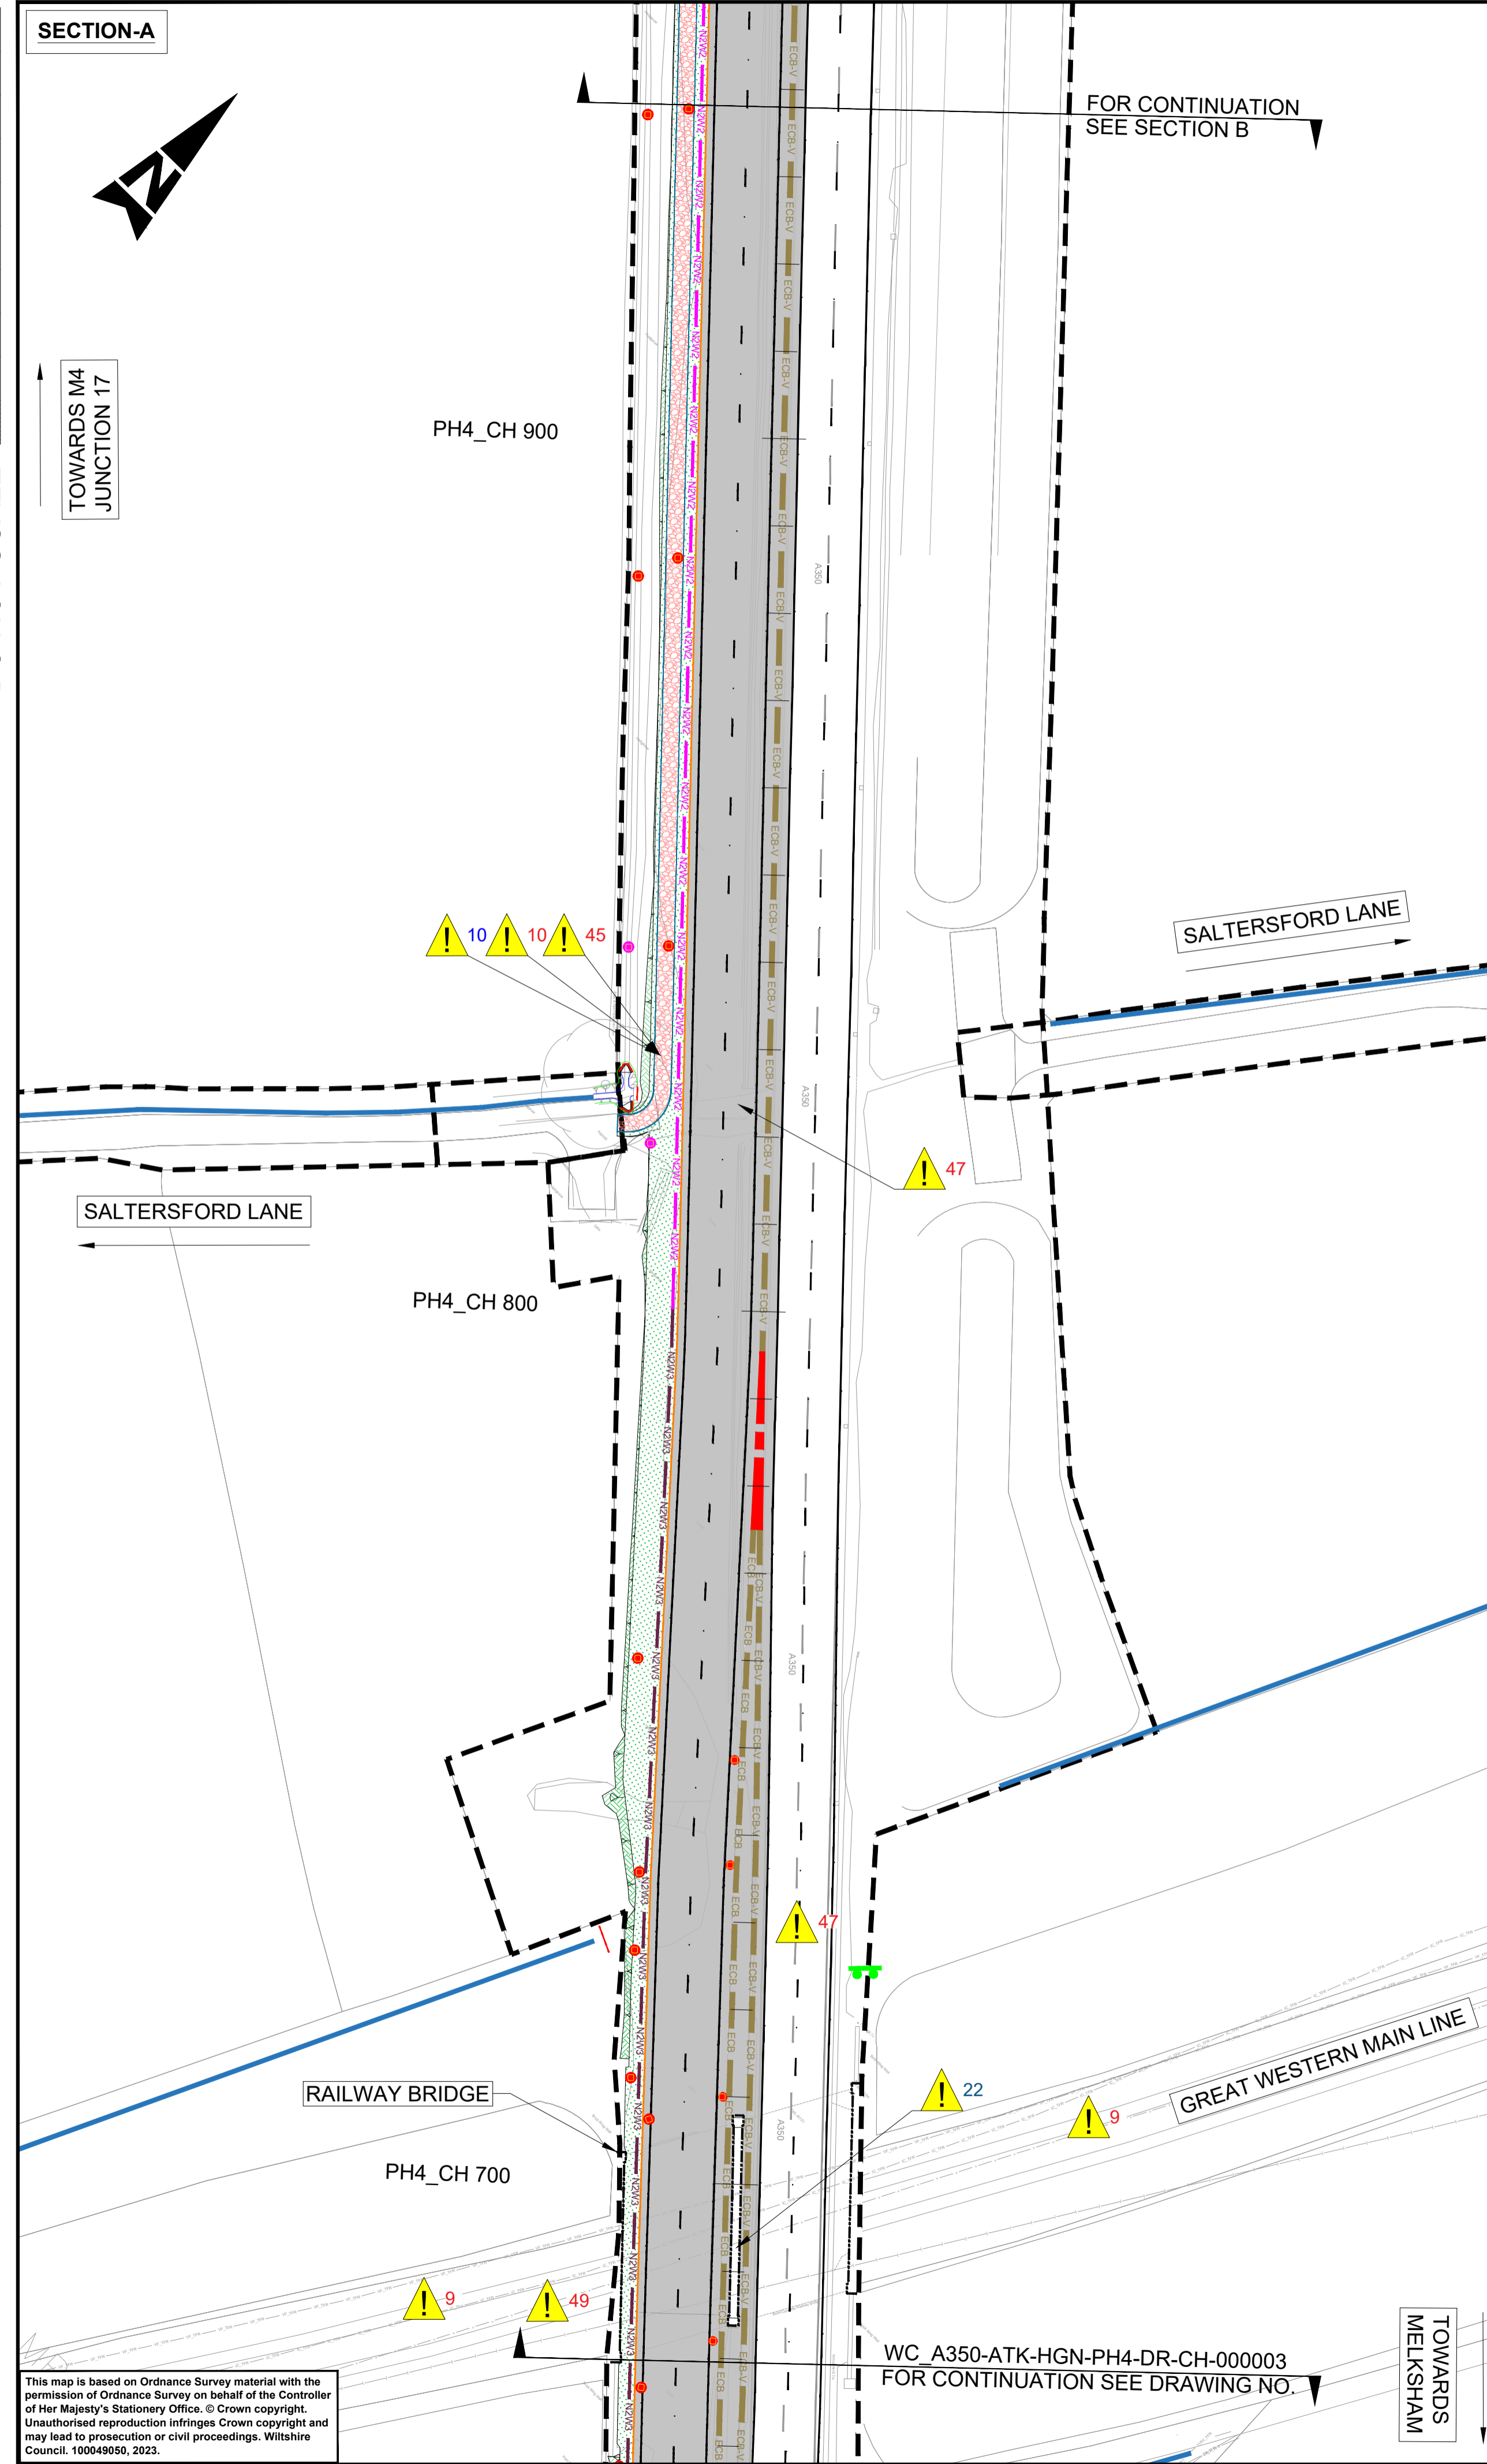 SECTION-A
N
FOR CONTINUATION
SEE SECTION B
TOWARDS M4
JUNCTION 17
PH4_CH 900
N2W2
ECB-V
A350
10
10
45
SALTERSFORD LANE
A350
47
SALTERSFORD LANE
PH4_CH 800
N2W3
ECB
ECB-V
A350
47
RAILWAY BRIDGE
22
9
GREAT WESTERN MAIN LINE
A350
PH4_CH 700
9
49
WC_A350-ATK-HGN-PH4-DR-CH-000003
FOR CONTINUATION SEE DRAWING NO.
TOWARDS
MELKSHAM
This map is based on Ordnance Survey material with the
permission of Ordnance Survey on behalf of the Controller
of Her Majesty's Stationery Office. © Crown copyright.
Unauthorised reproduction infringes Crown copyright and
may lead to prosecution or civil proceedings. Wiltshire
Council. 100049050, 2023.